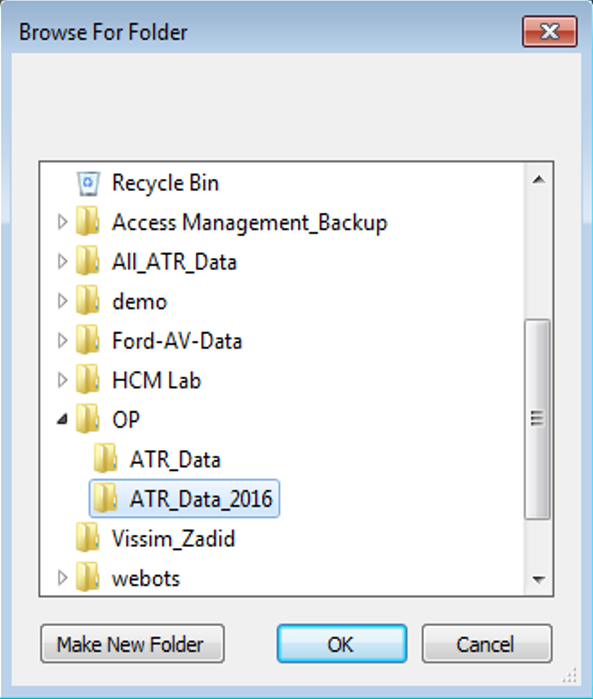 Browse For Folder
Recycle Bin
Access Management_Backup
All_ATR_Data
demo
Ford-AV-Data
HCM Lab
OP
ATR_Data
ATR_Data_2016
Vissim_Zadid
webots
Make New Folder
OK
Cancel